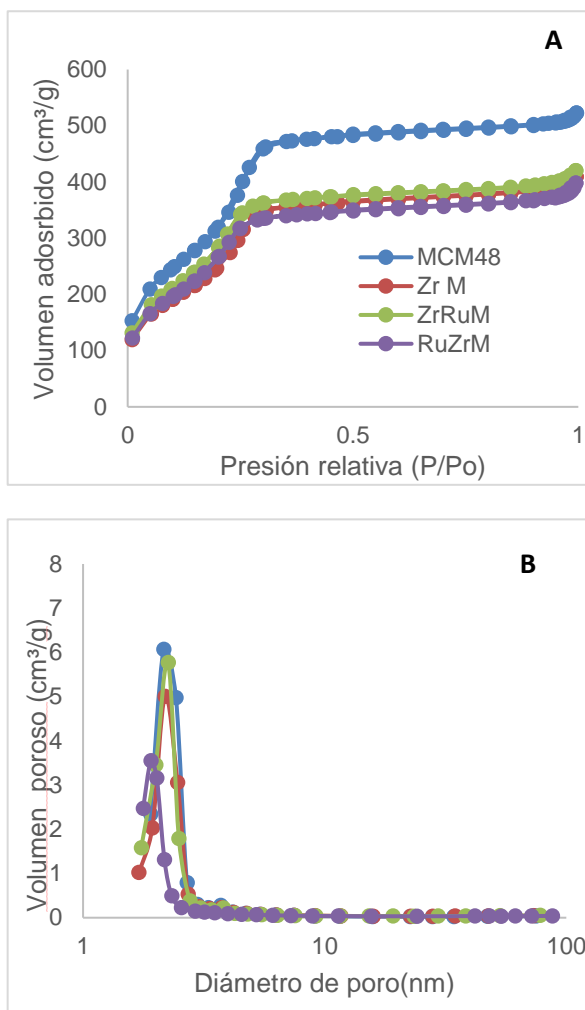 A
600
500
400
300
200
100
0
Volumen adosrbido (cm³/g)
MCM48
Zr M
ZrRuM
RuZrM
0
0.5
1
Presión relativa (P/Po)
B
8
7
6
5
4
3
2
1
0
Volumen poroso (cm³/g)
1
10
100
Diámetro de poro(nm)